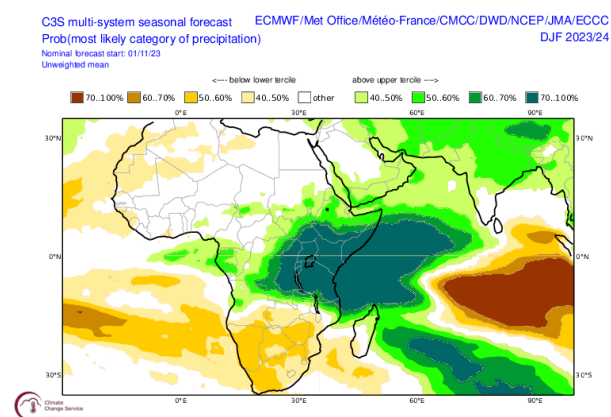 C3S multi-system seasonal forecast ECMWF/Met Office/Météo-France/CMCC/DWD/NCEP/JMA/ECCC
Prob(most likely category of precipitation) DJF 2023/24
Nominal forecast start: 01/11/23
Unweighted mean
<---- below lower tercile above upper tercile ---->
70..100% 60..70% 50..60% 40..50% other 40..50% 50..60% 60..70% 70..100%
0°E 30°E 60°E 90°E
30°N 30°N
0°N 0°N
30°S 30°S
0°E 30°E 60°E 90°E
Climate
Change Service